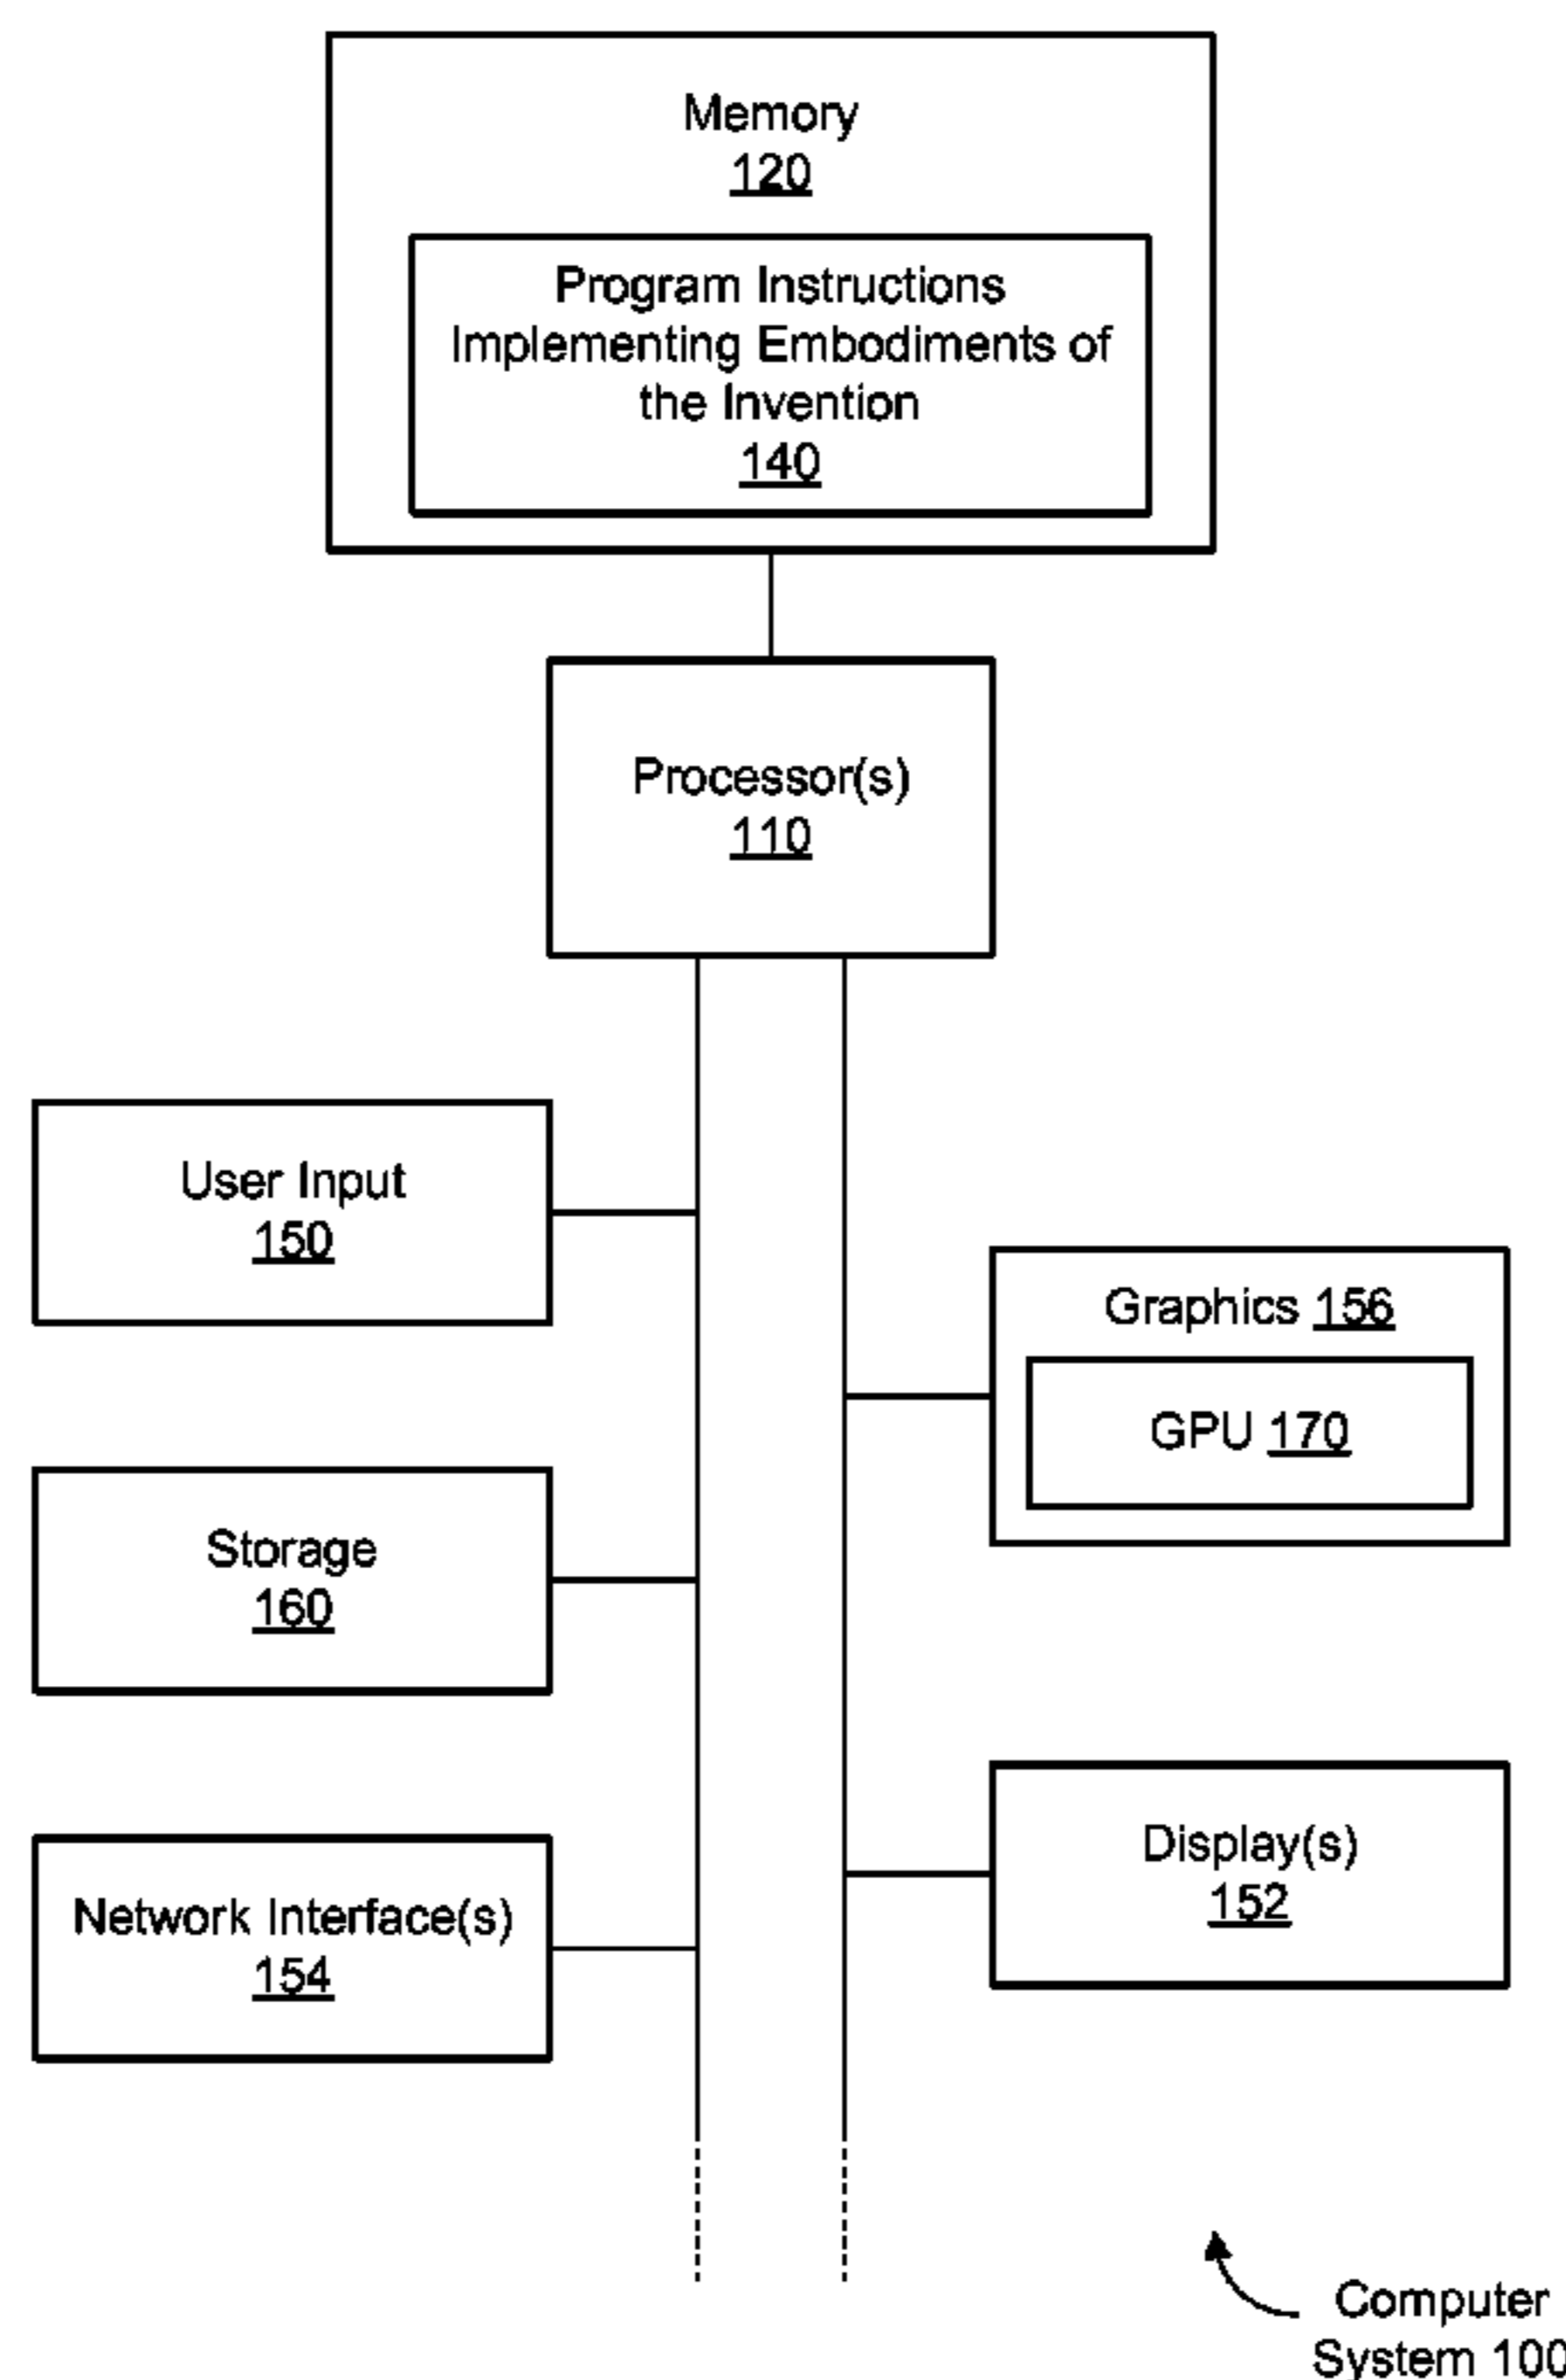 Memory
120
Program Instructions
Implementing Embodiments of
the Invention
140
Processor(s)
110
User Input
150
Graphics 156
GPU 170
Storage
160
Display(s)
152
Network Interface(s)
154
Computer
System 100